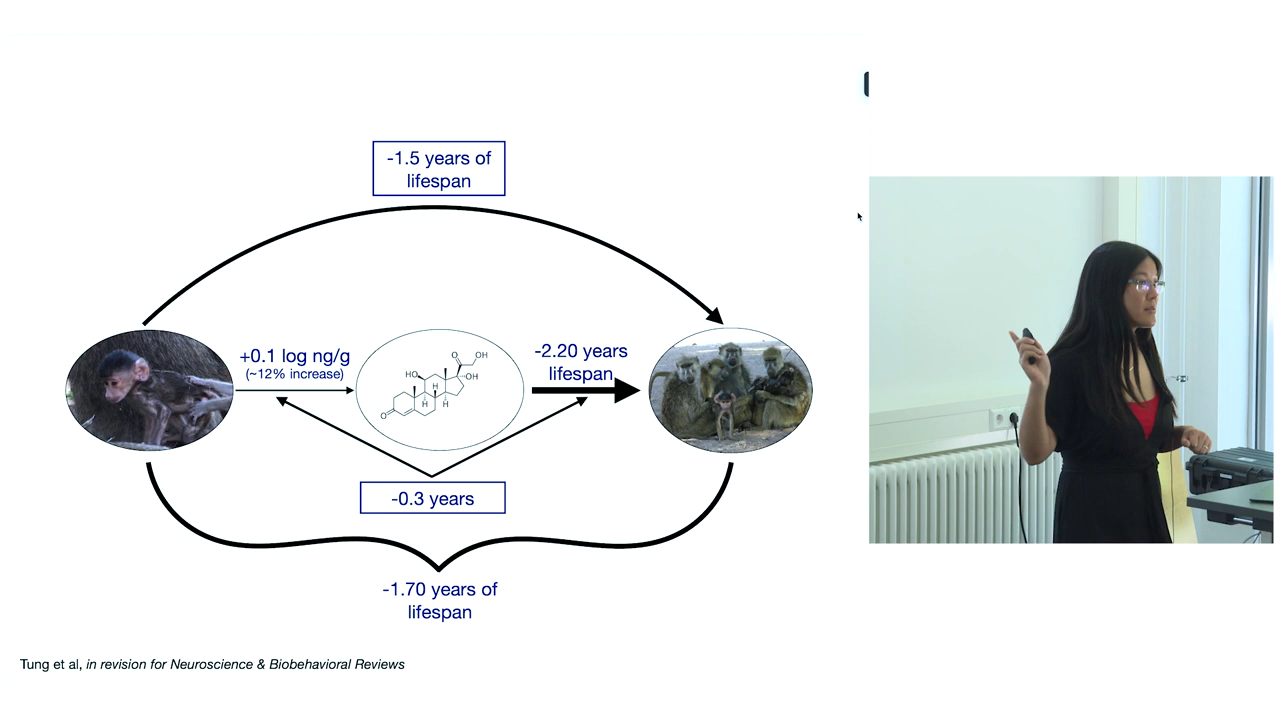 -1.5 years of
lifespan
+0.1 log ng/g
(~12% increase)
O
OH
HO
OH
H
H
H
O
-2.20 years
lifespan
-0.3 years
-1.70 years of
lifespan
Tung et al, in revision for Neuroscience & Biobehavioral Reviews